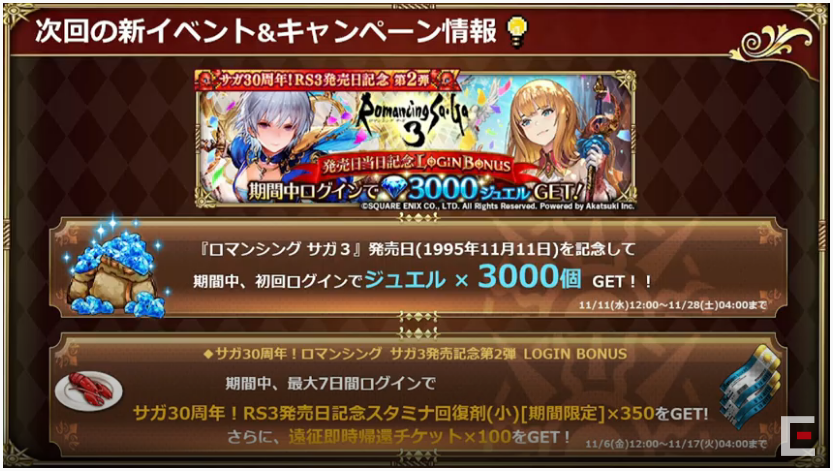 次回の新イベント&キャンペーン情報
サガ30周年!RS3発売日記念 第2弾
Romancing Sa・Ga
ロマンシング サ・ガ
3
発売日当日記念 LOGIN BONUS
期間中ログインで3000ジュエルGET!
©SQUARE ENIX CO., LTD. All Rights Reserved. Powered by Akatsuki Inc.
『ロマンシング サガ3』発売日(1995年11月11日)を記念して
期間中、初回ログインでジュエル × 3000個 GET!!
11/11(水)12:00~11/28(土)04:00まで
◆サガ30周年!ロマンシング サガ3発売記念第2弾 LOGIN BONUS
期間中、最大7日間ログインで
サガ30周年!RS3発売日記念スタミナ回復剤(小)[期間限定]×350をGET!
さらに、遠征即時帰還チケット×100をGET!
11/6(金)12:00~11/17(火)04:00まで